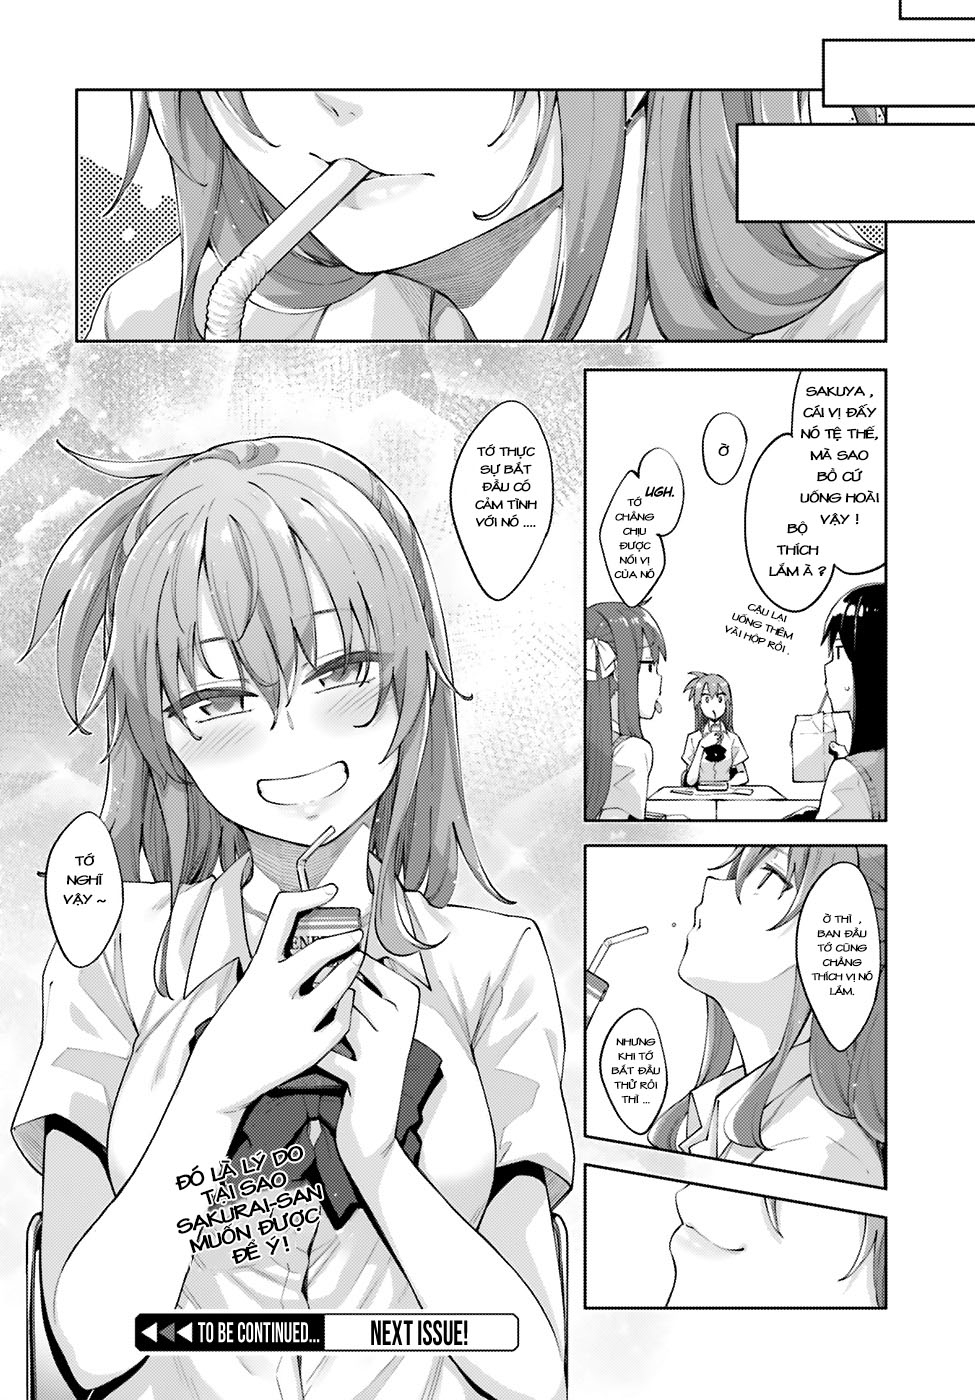 SAKUYA ,
CÁI VỊ ĐẤY
NÓ TỆ THẾ,
MÀ SAO
BỒ CỨ
UỐNG HOÀI
VẬY !
BỘ
THÍCH
LẮM À ?
CẬU LẠI
UỐNG THÊM
VÀI HỘP RỒI .
Ờ
UGH.
TỚ
CHẲNG
CHỊU
ĐƯỢC
NỔI VỊ
CỦA NÓ
Ờ THÌ ,
BAN ĐẦU
TỚ CŨNG
CHẲNG
THÍCH VỊ NÓ
LẮM.
NHƯNG
KHI TỚ
BẮT ĐẦU
THỬ RỒI
THÌ ...
TỚ THỰC
SỰ BẮT
ĐẦU CÓ
CẢM TÌNH
VỚI NÓ ....
TỚ
NGHĨ
VẬY ~
ENE
ĐÓ LÀ LÝ DO
TẠI SAO
SAKURAI-SAN
MUỐN ĐƯỢC
ĐỂ Ý!
TO BE CONTINUED... NEXT ISSUE!